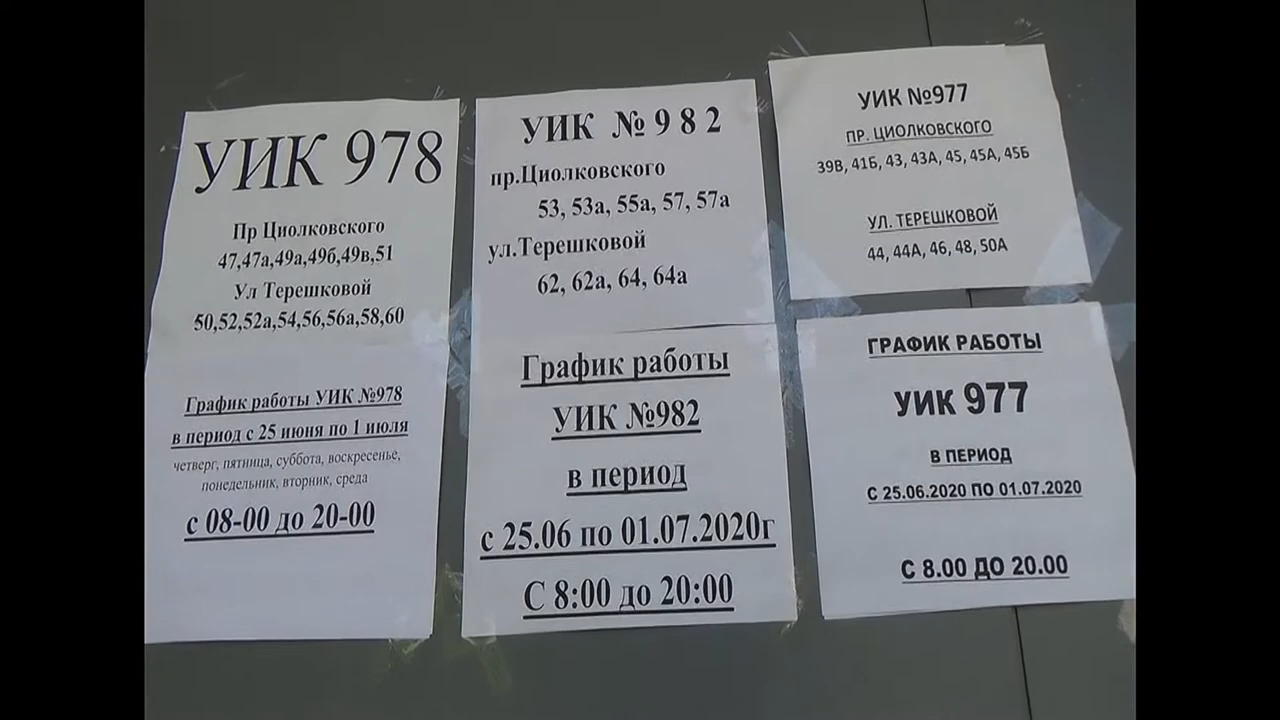 УИК 978
Пр Циолковского
47,47а,49а,49б,49в,51
Ул Терешковой
50,52,52а,54,56,56а,58,60
График работы УИК №978
в период с 25 июня по 1 июля
четверг, пятница, суббота, воскресенье,
понедельник, вторник, среда
с 08-00 до 20-00
УИК № 9 8 2
пр.Циолковского
53, 53а, 55а, 57, 57а
ул.Терешковой
62, 62а, 64, 64а
График работы
УИК №982
в период
с 25.06 по 01.07.2020г
С 8:00 до 20:00
УИК №977
ПР. ЦИОЛКОВСКОГО
39В, 41Б, 43, 43А, 45, 45А, 45Б
УЛ. ТЕРЕШКОВОЙ
44, 44А, 46, 48, 50А
ГРАФИК РАБОТЫ
УИК 977
В ПЕРИОД
С 25.06.2020 ПО 01.07.2020
С 8.00 ДО 20.00